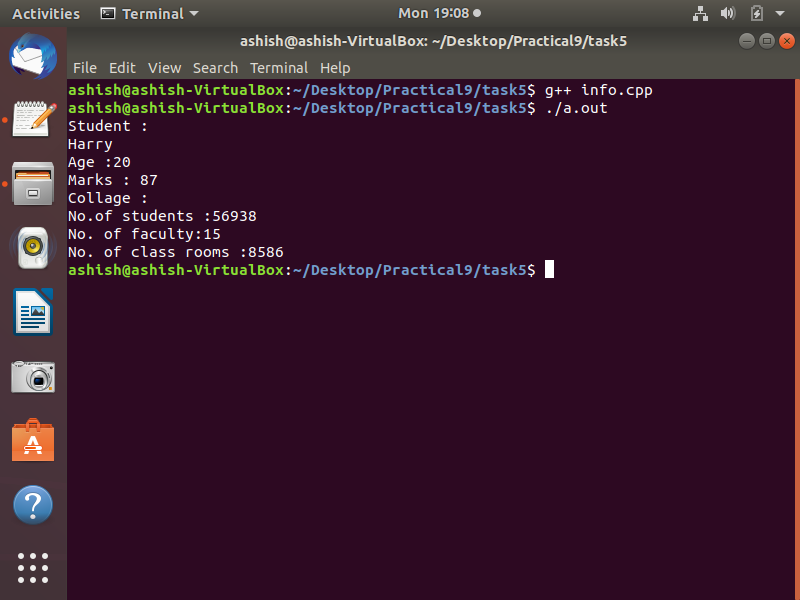 Activities Terminal Mon 19:08
ashish@ashish-VirtualBox: ~/Desktop/Practical9/task5
File Edit View Search Terminal Help
ashish@ashish-VirtualBox:~/Desktop/Practical9/task5$ g++ info.cpp
ashish@ashish-VirtualBox:~/Desktop/Practical9/task5$ ./a.out
Student :
Harry
Age :20
Marks : 87
Collage :
No.of students :56938
No. of faculty:15
No. of class rooms :8586
ashish@ashish-VirtualBox:~/Desktop/Practical9/task5$